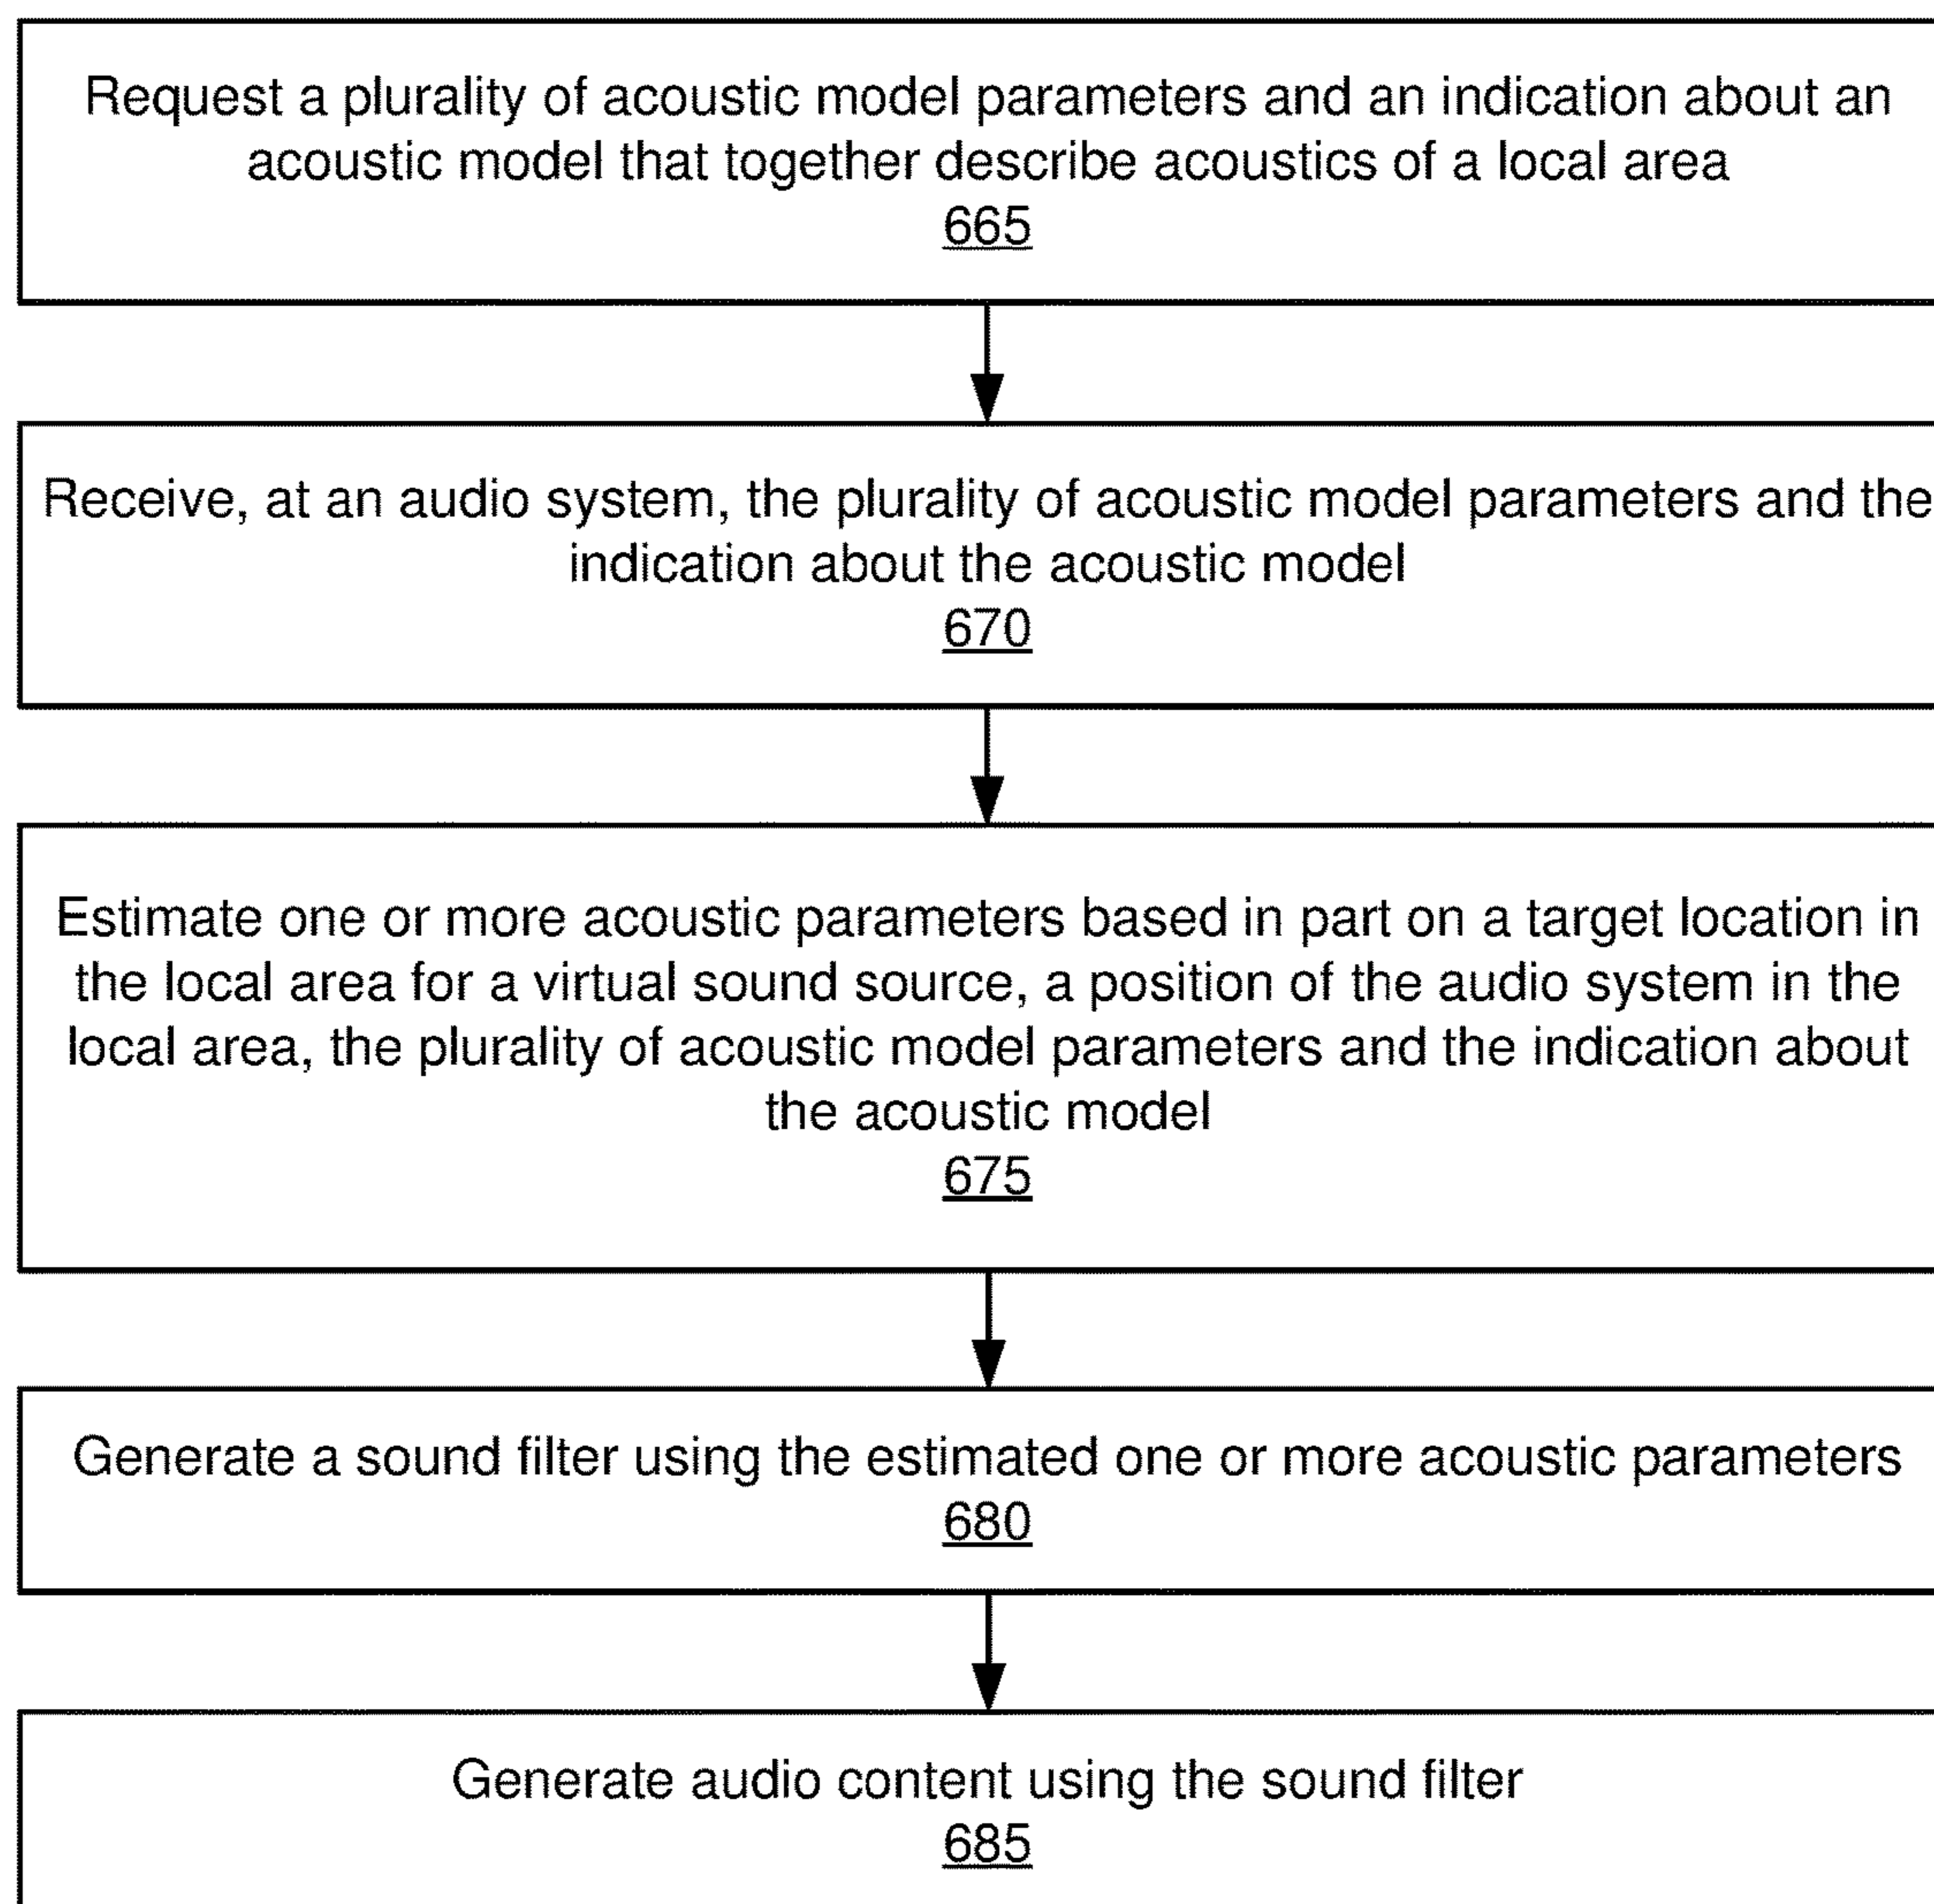 Request a plurality of acoustic model parameters and an indication about an
acoustic model that together describe acoustics of a local area
665
Receive, at an audio system, the plurality of acoustic model parameters and the
indication about the acoustic model
670
Estimate one or more acoustic parameters based in part on a target location in
the local area for a virtual sound source, a position of the audio system in the
local area, the plurality of acoustic model parameters and the indication about
the acoustic model
675
Generate a sound filter using the estimated one or more acoustic parameters
680
Generate audio content using the sound filter
685